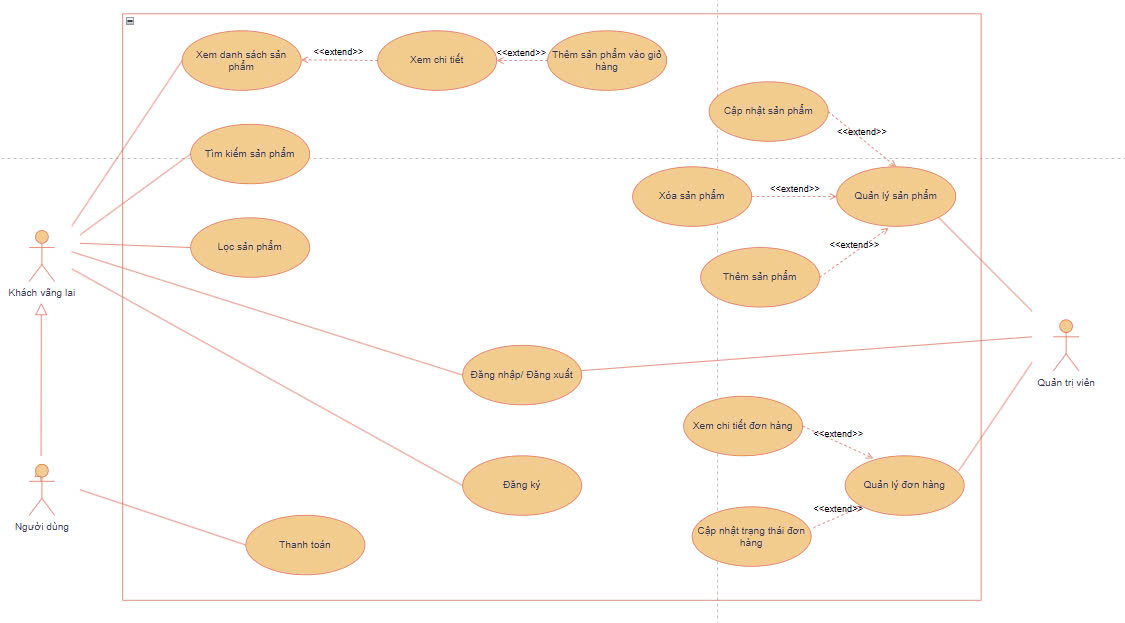 Xem danh sách sản
phẩm
<<extend>>
Xem chi tiết
<<extend>>
Thêm sản phẩm vào giỏ
hàng
Cập nhật sản phẩm
<<extend>>
Tìm kiếm sản phẩm
Xóa sản phẩm
<<extend>>
Quản lý sản phẩm
Lọc sản phẩm
<<extend>>
Thêm sản phẩm
Khách vãng lai
Đăng nhập/ Đăng xuất
Quản trị viên
Xem chi tiết đơn hàng
<<extend>>
Đăng ký
Quản lý đơn hàng
<<extend>>
Người dùng
Cập nhật trạng thái đơn
hàng
Thanh toán